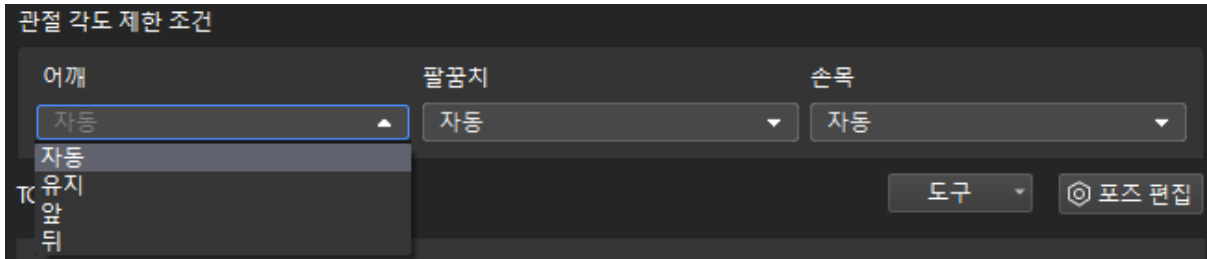 관절 각도 제한 조건
어깨 팔꿈치 손목
자동 자동 자동
자동
유지
앞
뒤
도구 포즈 편집